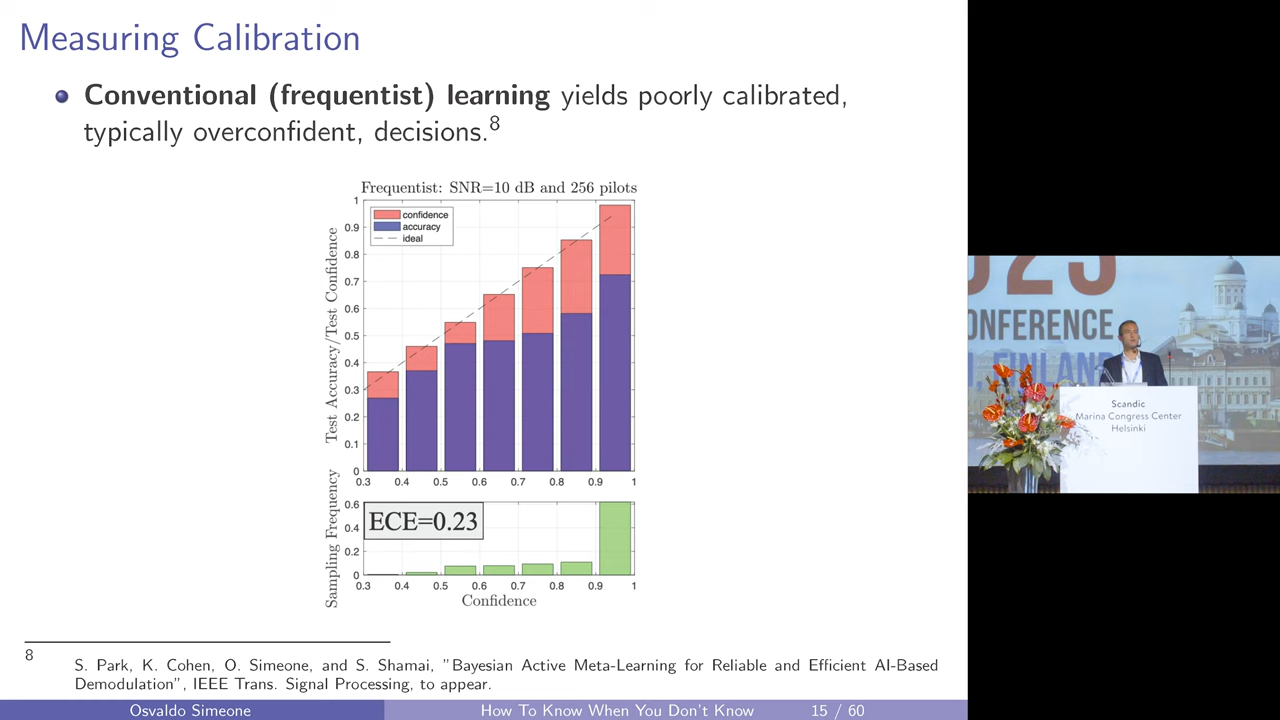 Measuring Calibration
Conventional (frequentist) learning yields poorly calibrated,
typically overconfident, decisions.8
Frequentist: SNR=10 dB and 256 pilots
confidence
accuracy
ideal
Test Accuracy/Test Confidence
1
0.9
0.8
0.7
0.6
0.5
0.4
0.3
0.2
0.1
0
0.3 0.4 0.5 0.6 0.7 0.8 0.9 1
Sampling Frequency
0.6
0.4
0.2
0
ECE=0.23
0.3 0.4 0.5 0.6 0.7 0.8 0.9 1
Confidence
8
S. Park, K. Cohen, O. Simeone, and S. Shamai, "Bayesian Active Meta-Learning for Reliable and Efficient AI-Based
Demodulation", IEEE Trans. Signal Processing, to appear.
Osvaldo Simeone How To Know When You Don't Know 15 / 60
2023
ONFERENCE
FINLAND
Scandic
Marina Congress Center
Helsinki